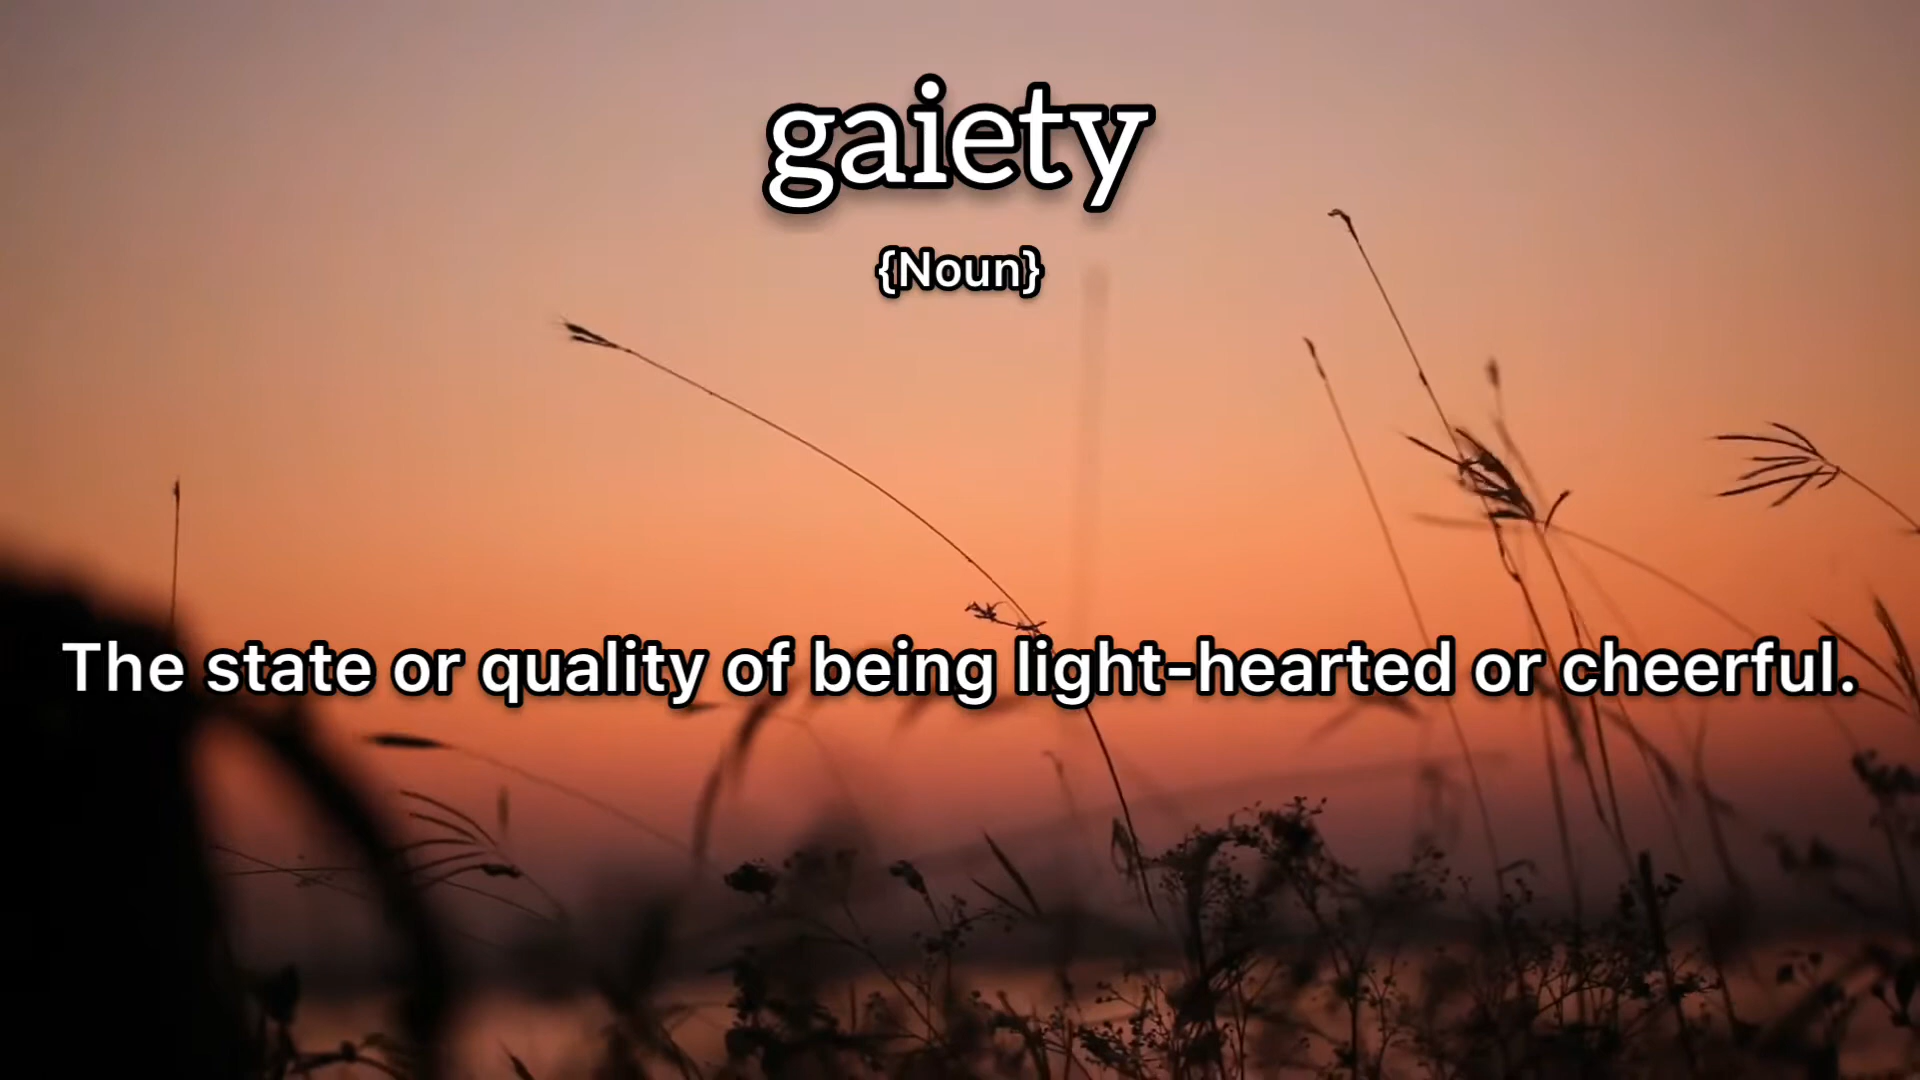 gaiety
{Noun}
The state or quality of being light-hearted or cheerful.